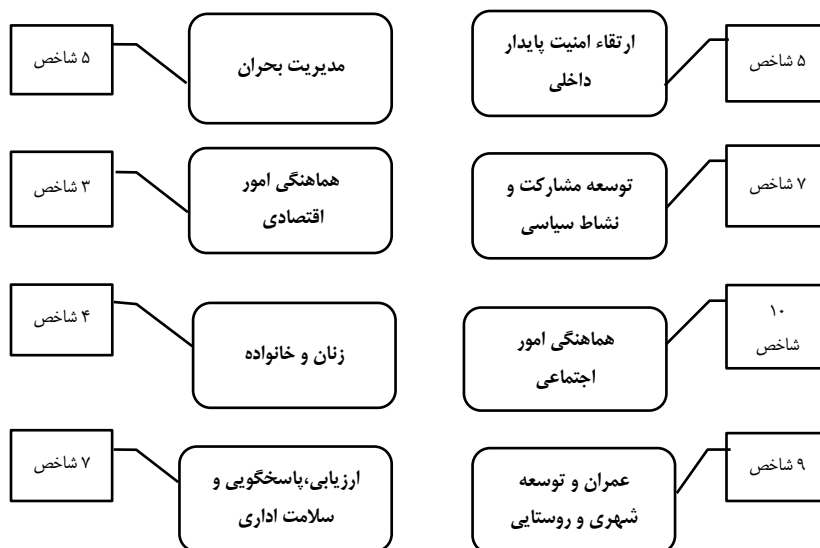 ارتقاء امنیت پایدار
داخلی
۵ شاخص
توسعه مشارکت و
نشاط سیاسی
۷ شاخص
هماهنگی امور
اجتماعی
۱۰
شاخص
عمران و توسعه
شهری و روستایی
۹ شاخص
مدیریت بحران
۵ شاخص
هماهنگی امور
اقتصادی
۳ شاخص
زنان و خانواده
۴ شاخص
ارزیابی،پاسخگویی و
سلامت اداری
۷ شاخص